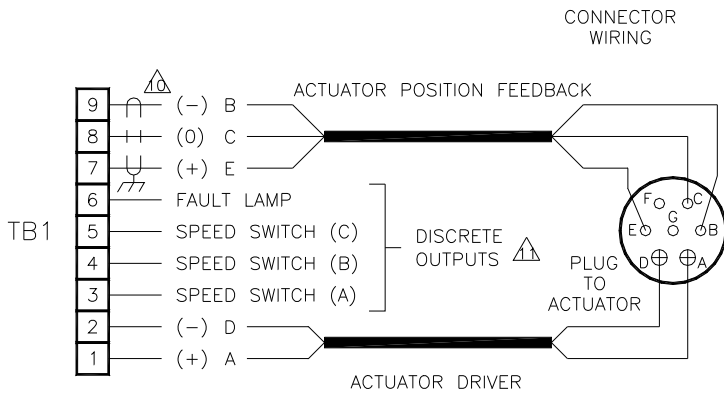 CONNECTOR
WIRING
10
ACTUATOR POSITION FEEDBACK
9 (-) B
8 (0) C
7 (+) E
6 FAULT LAMP
TB1
5 SPEED SWITCH (C)
4 SPEED SWITCH (B)
3 SPEED SWITCH (A)
2 (-) D
1 (+) A
DISCRETE
OUTPUTS 11
F C
G
E B
D A
PLUG
TO
ACTUATOR
ACTUATOR DRIVER